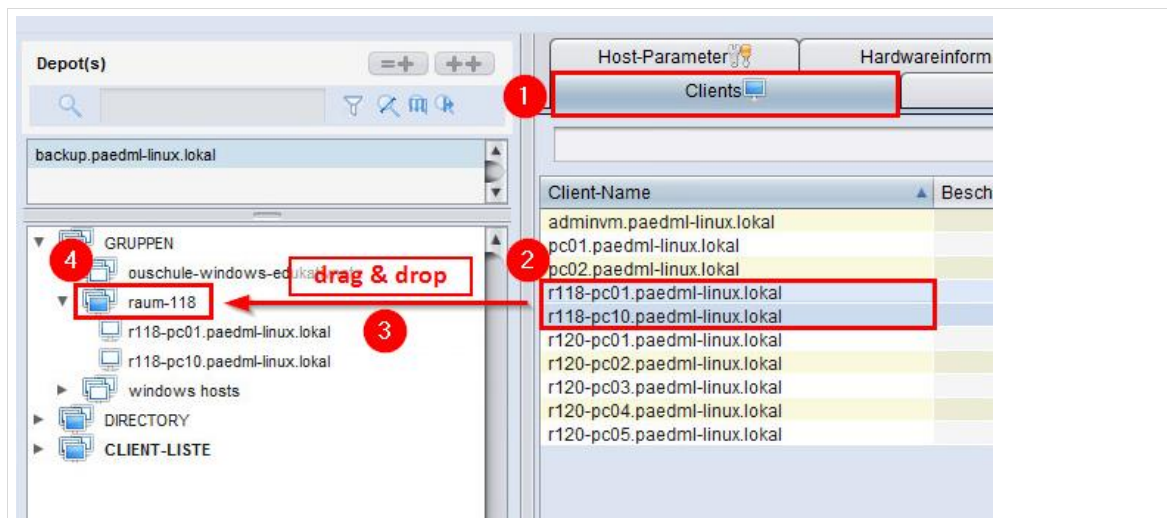 Depot(s)
backup.paedml-linux.lokal
GRUPPEN
4
ouschule-windows-
raum-118
r118-pc01.paedml-linux.lokal
r118-pc10.paedml-linux.lokal
windows hosts
DIRECTORY
CLIENT-LISTE
drag & drop
3
Host-Parameter
Hardwareinform
1
Clients
Client-Name
Besch
adminvm.paedml-linux.lokal
pc01.paedml-linux.lokal
2
pc02.paedml-linux.lokal
r118-pc01.paedml-linux.lokal
r118-pc10.paedml-linux.lokal
r120-pc01.paedml-linux.lokal
r120-pc02.paedml-linux.lokal
r120-pc03.paedml-linux.lokal
r120-pc04.paedml-linux.lokal
r120-pc05.paedml-linux.lokal